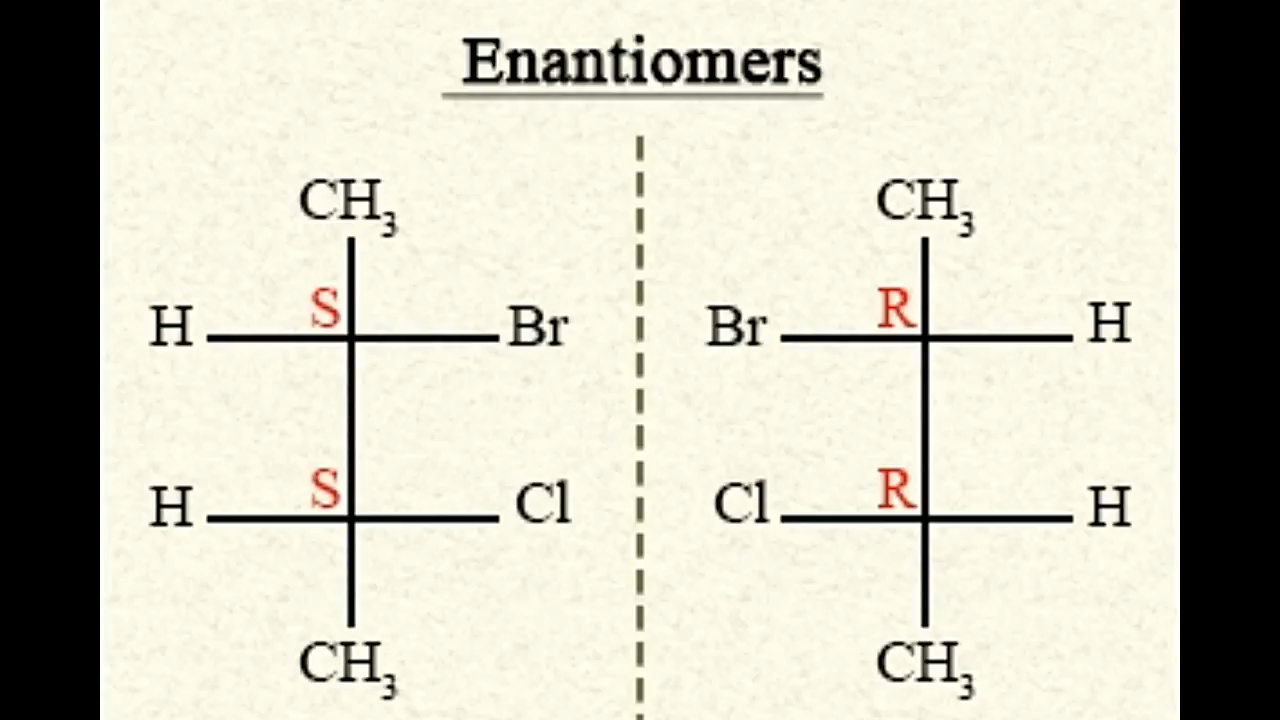 Enantiomers
CH₃ CH₃
S R
H Br Br H
S R
H Cl Cl H
CH₃ CH₃